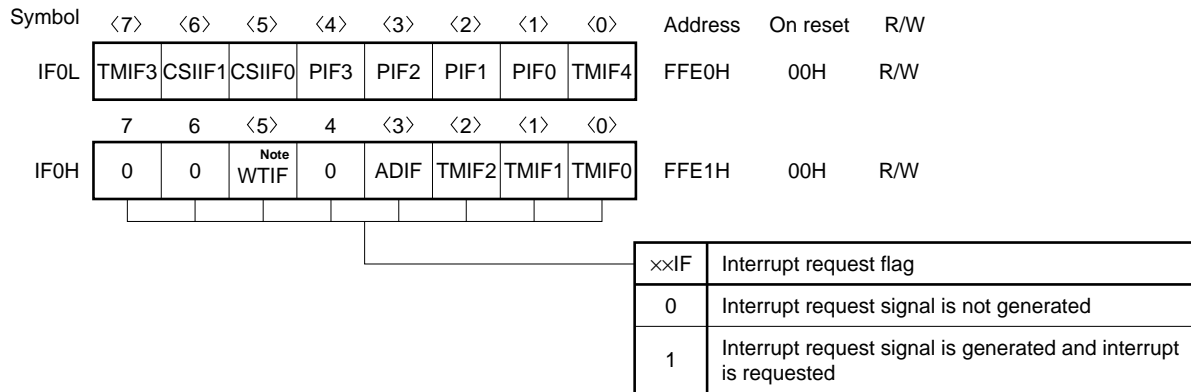 Symbol 〈7〉 〈6〉 〈5〉 〈4〉 〈3〉 〈2〉 〈1〉 〈0〉 Address On reset R/W
IF0L TMIF3 CSIIF1 CSIIF0 PIF3 PIF2 PIF1 PIF0 TMIF4 FFE0H 00H R/W
7 6 〈5〉 4 〈3〉 〈2〉 〈1〉 〈0〉
IF0H 0 0 WTIF Note 0 ADIF TMIF2 TMIF1 TMIF0 FFE1H 00H R/W
××IF Interrupt request flag
0 Interrupt request signal is not generated
1 Interrupt request signal is generated and interrupt
is requested